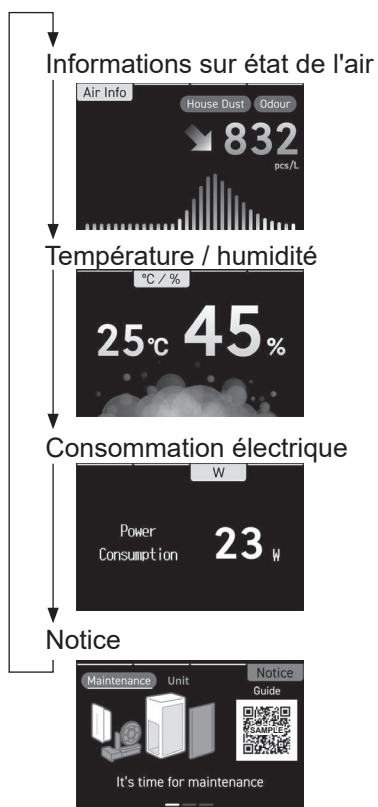 Informations sur état de l'air
Air Info
House Dust Odour
832
pcs/L
Température / humidité
°C / %
25°C 45%
Consommation électrique
W
Power
Consumption
23 W
Notice
Maintenance Unit Notice
Guide
SAMPLE
It's time for maintenance